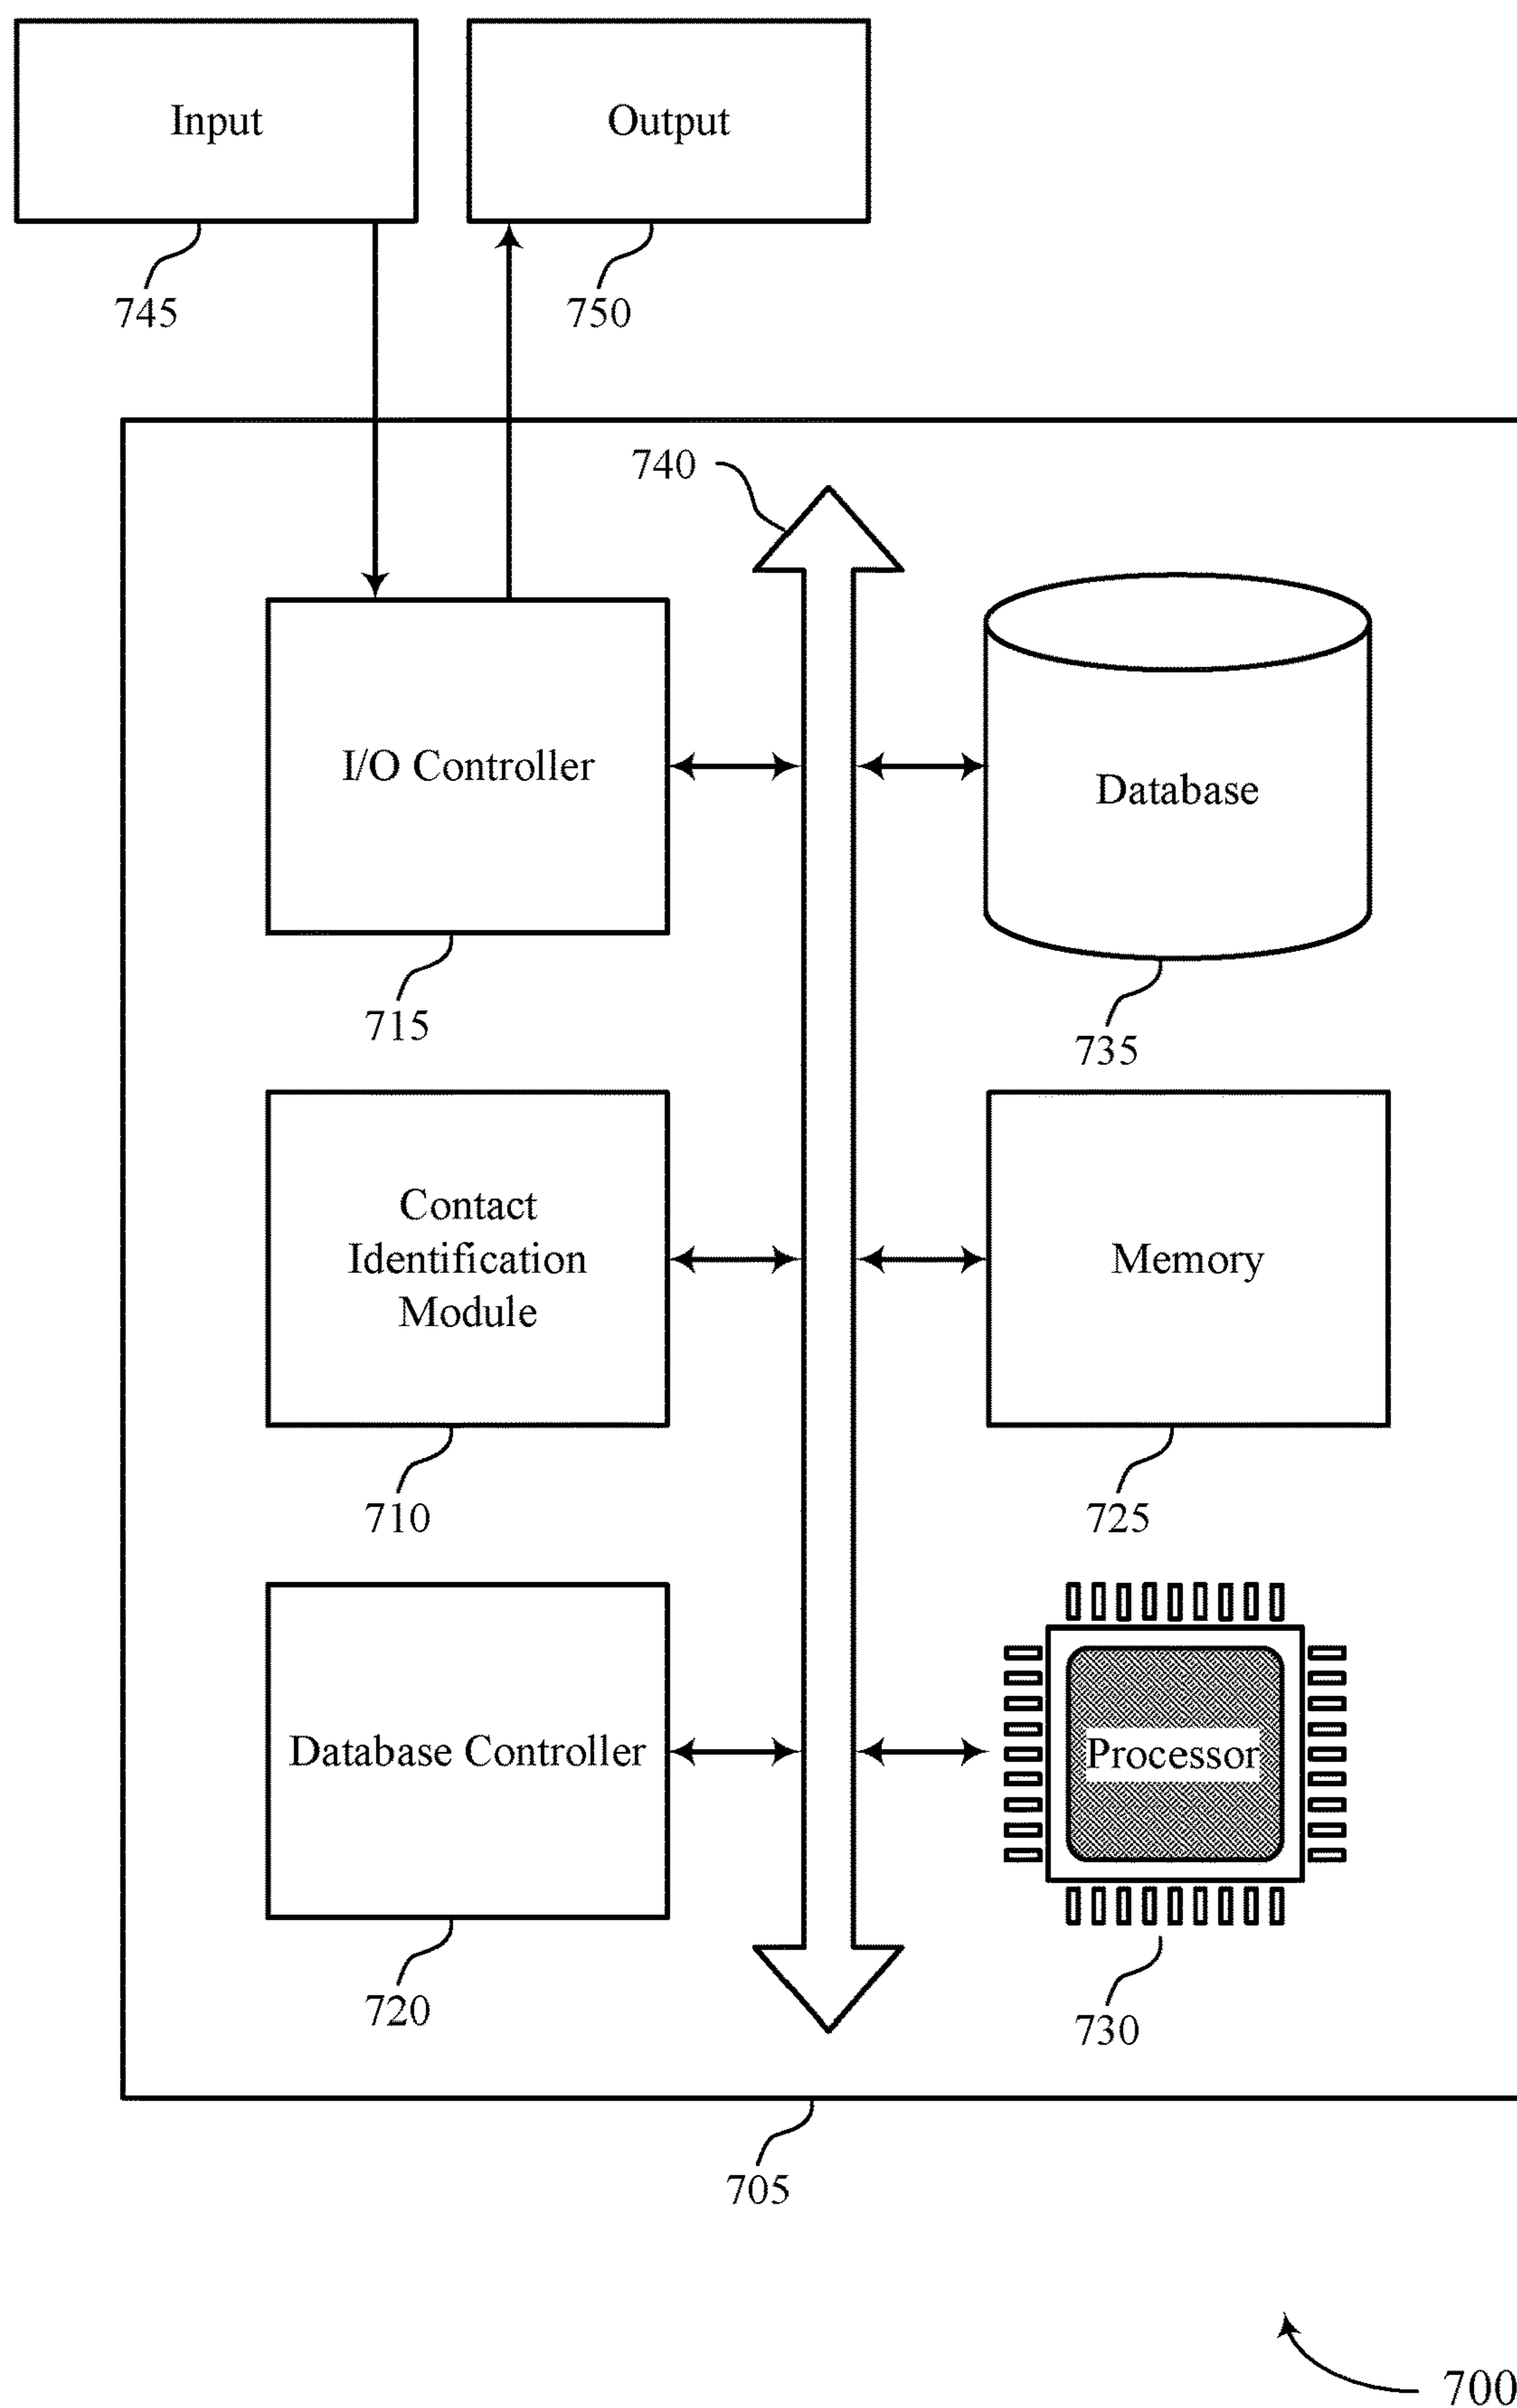 Input
Output
745
750
740
I/O Controller
Database
715
735
Contact
Identification
Module
Memory
710
725
Database Controller
Processor
720
730
705
700